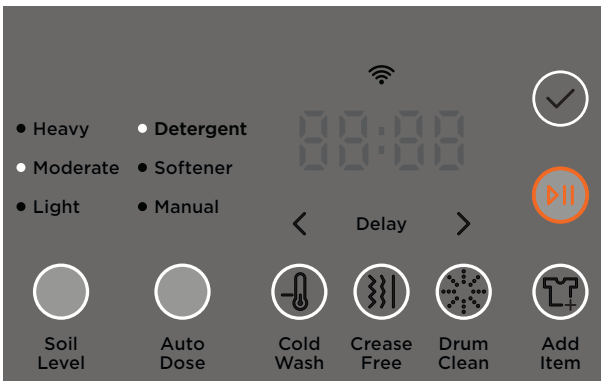 Heavy
Detergent
88:88
Moderate
Softener
Light
Manual
Delay
Soil
Level
Auto
Dose
Cold
Wash
Crease
Free
Drum
Clean
Add
Item